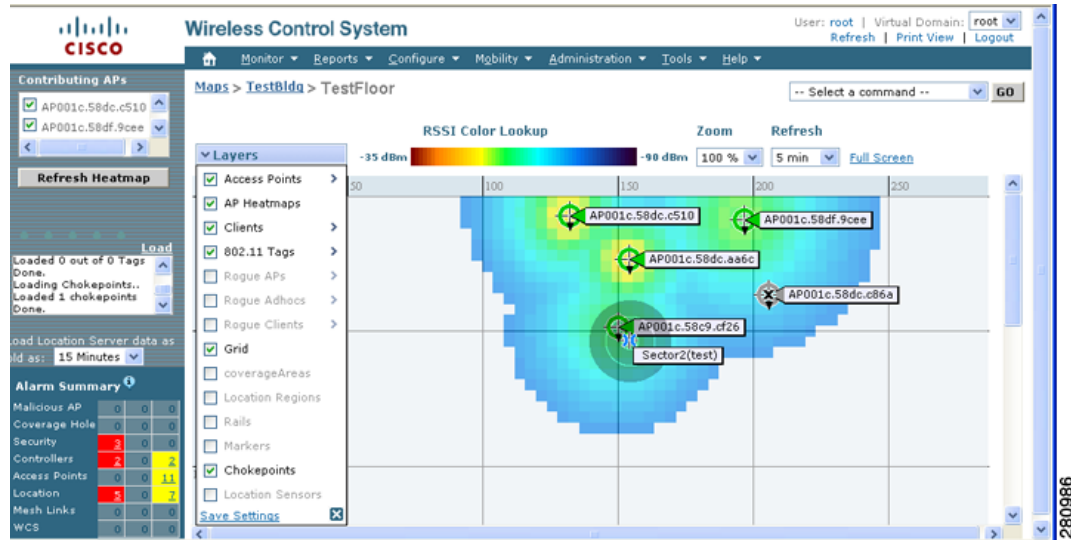 CISCO
Wireless Control System
User: root | Virtual Domain: root
Refresh | Print View | Logout
Monitor Reports Configure Mobility Administration Tools Help
Contributing APs
AP001c.58dc.c510
AP001c.58df.9cee
Refresh Heatmap
Load
Loaded 0 out of 0 Tags
Done.
Loading Chokepoints..
Loaded 1 chokepoints
Done.
oad Location Server data as
old as: 15 Minutes
Alarm Summary
Malicious AP 0 0 0
Coverage Hole 0 0 0
Security 0 0
Controllers 2 0 2
Access Points 0 0 11
Location 0 7
Mesh Links 0 0 0
WCS 0 0 0
Maps > TestBldg > TestFloor
-- Select a command -- GO
RSSI Color Lookup Zoom Refresh
-35 dBm -90 dBm 100 % 5 min Full Screen
Layers
Access Points >
AP Heatmaps
Clients >
802.11 Tags >
Rogue APs >
Rogue Adhocs >
Rogue Clients >
Grid
coverageAreas
Location Regions
Rails
Markers
Chokepoints
Location Sensors
Save Settings
50 100 150 200 250
AP001c.58dc.c510
AP001c.58df.9cee
AP001c.58dc.aa6c
AP001c.58dc.c86a
AP001c.58c9.cf26
Sector2(test)
280986